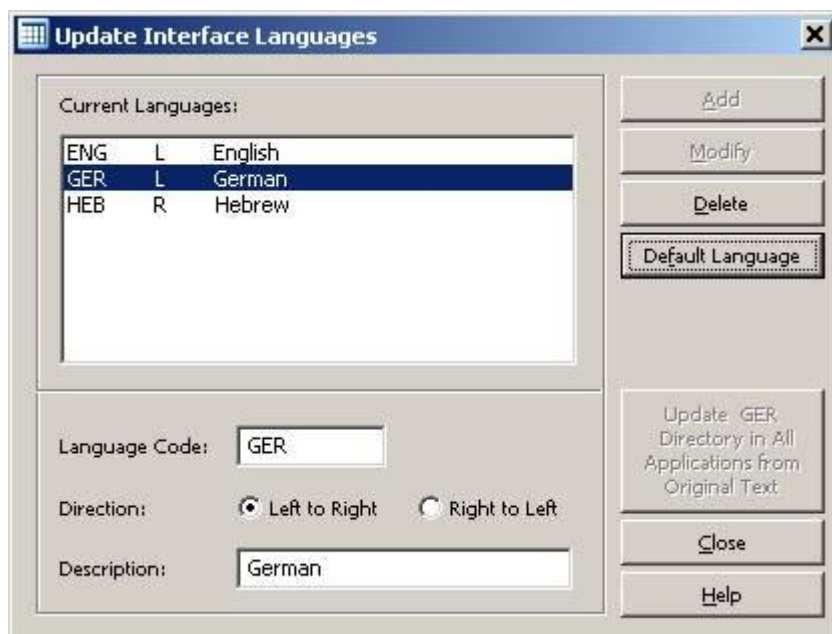 Update Interface Languages
Current Languages:
ENG L English
GER L German
HEB R Hebrew
Add
Modify
Delete
Default Language
Language Code: GER
Direction: Left to Right Right to Left
Description: German
Update GER
Directory in All
Applications from
Original Text
Close
Help